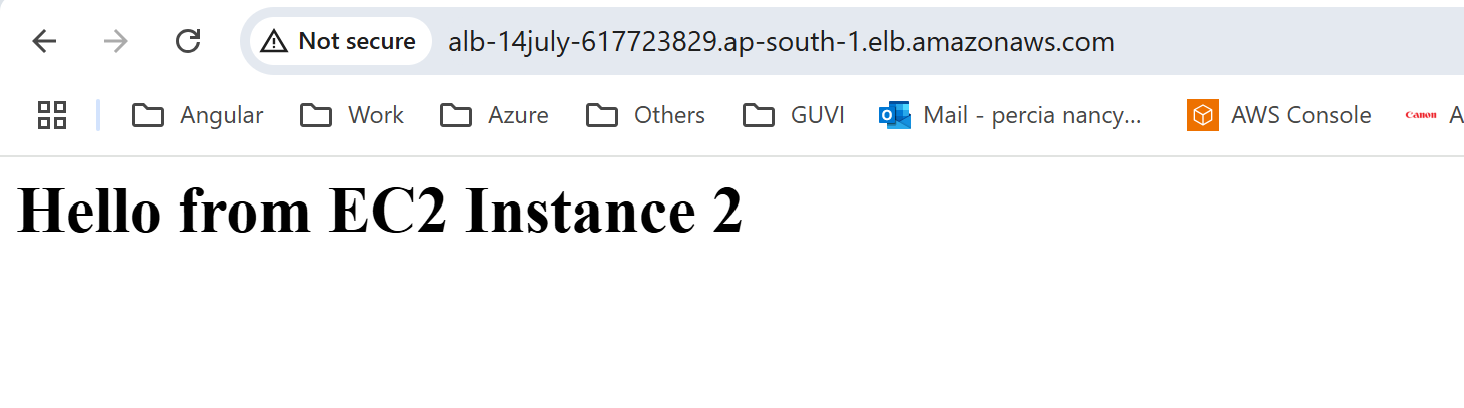 Not secure alb-14july-617723829.ap-south-1.elb.amazonaws.com
Angular Work Azure Others GUVI Mail - percia nancy... AWS Console Canon A
Hello from EC2 Instance 2